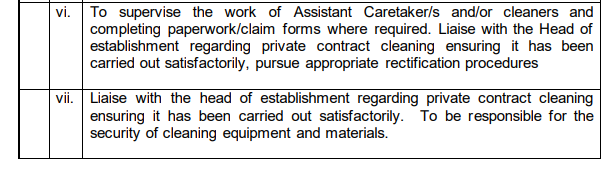 vi. To supervise the work of Assistant Caretaker/s and/or cleaners and
completing paperwork/claim forms where required. Liaise with the Head of
establishment regarding private contract cleaning ensuring it has been
carried out satisfactorily, pursue appropriate rectification procedures
vii. Liaise with the head of establishment regarding private contract cleaning
ensuring it has been carried out satisfactorily. To be responsible for the
security of cleaning equipment and materials.